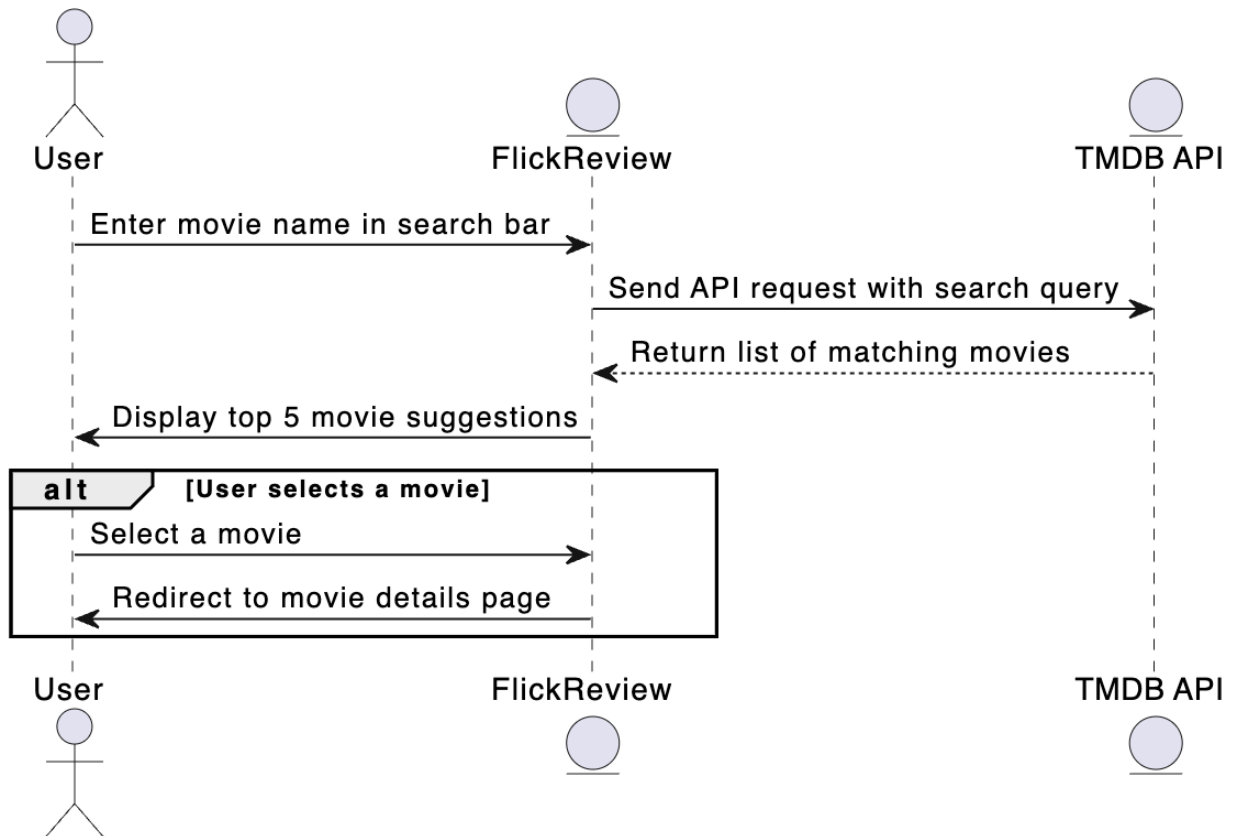 User
FlickReview
TMDB API
Enter movie name in search bar
Send API request with search query
Return list of matching movies
Display top 5 movie suggestions
alt [User selects a movie]
Select a movie
Redirect to movie details page
User
FlickReview
TMDB API